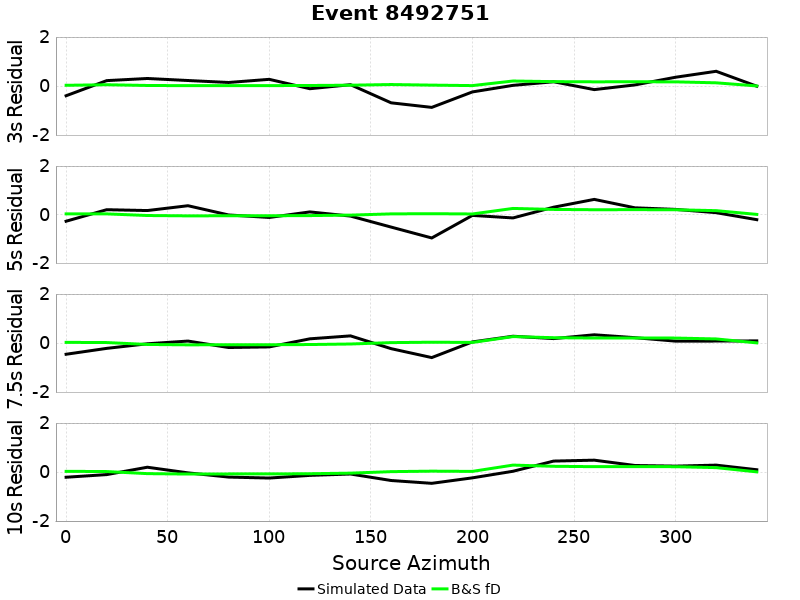 Event 8492751
3s Residual
2
0
-2
5s Residual
2
0
-2
7.5s Residual
2
0
-2
10s Residual
2
0
-2
0 50 100 150 200 250 300
Source Azimuth
Simulated Data B&S fD